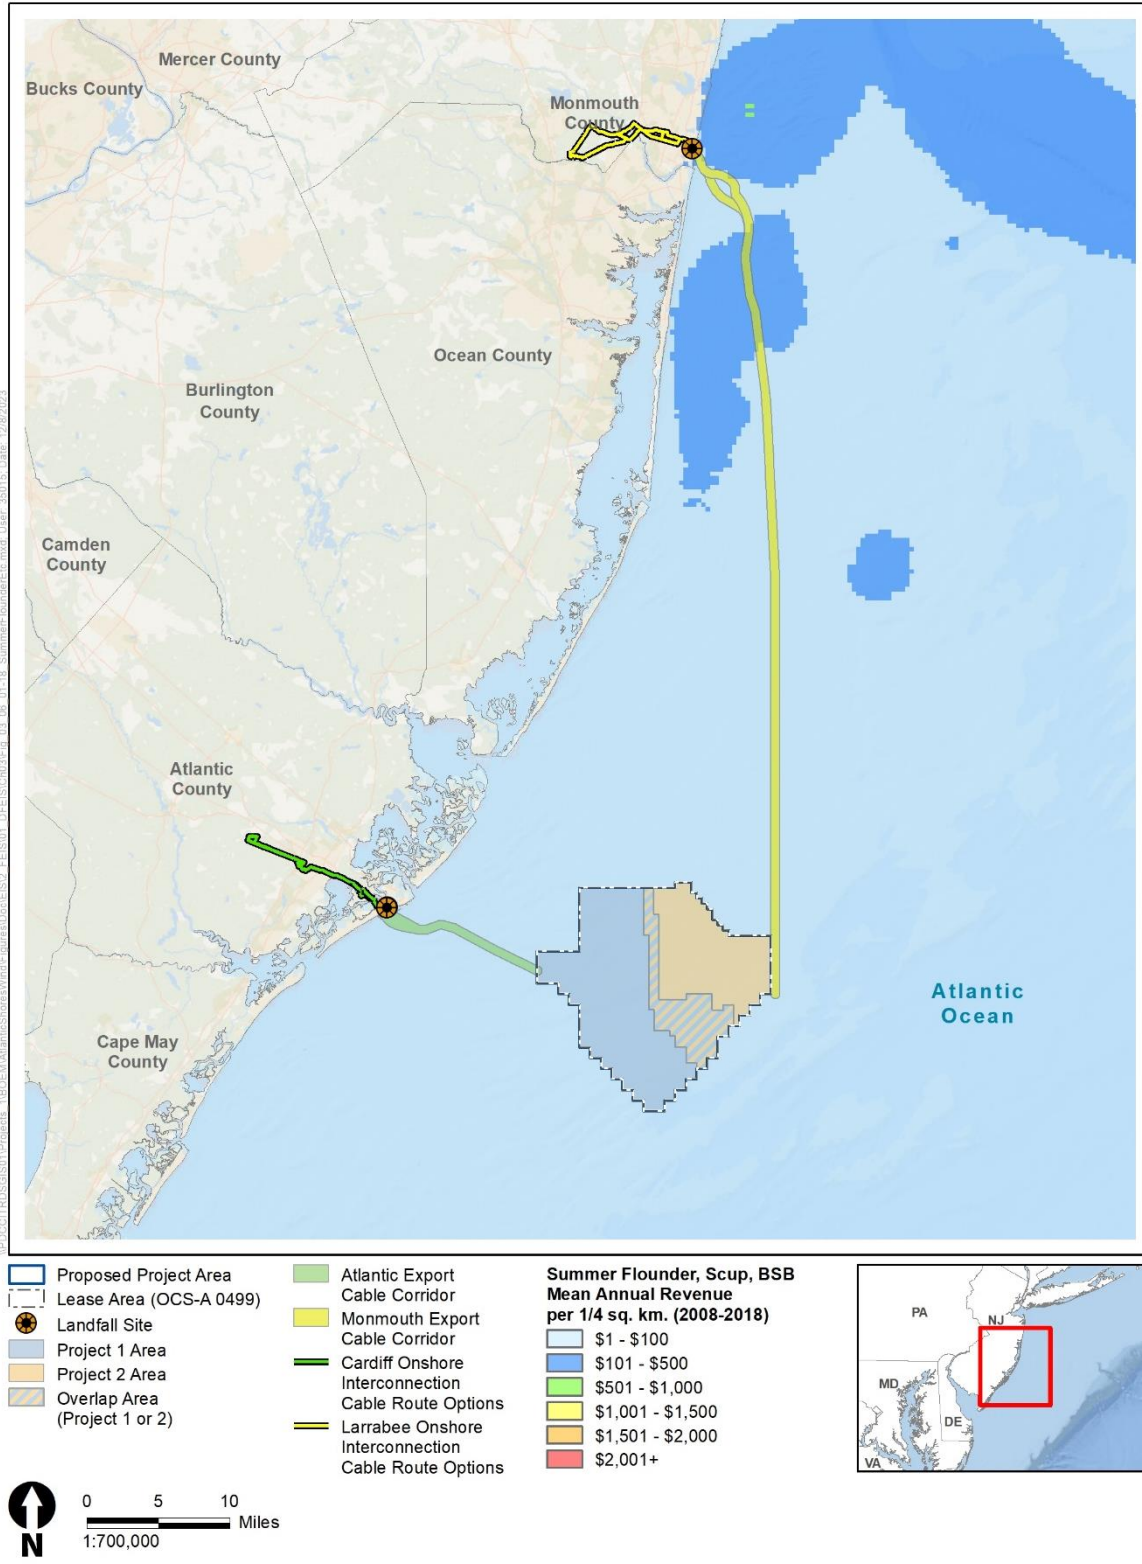 Mercer County
Bucks County
Monmouth
County
Ocean County
Burlington
County
Camden
County
Atlantic
County
Atlantic
Ocean
Cape May
County
Proposed Project Area
Lease Area (OCS-A 0499)
Landfall Site
Project 1 Area
Project 2 Area
Overlap Area
(Project 1 or 2)
Atlantic Export
Cable Corridor
Monmouth Export
Cable Corridor
Cardiff Onshore
Interconnection
Cable Route Options
Larrabee Onshore
Interconnection
Cable Route Options
Summer Flounder, Scup, BSB
Mean Annual Revenue
per 1/4 sq. km. (2008-2018)
$1 - $100
$101 - $500
$501 - $1,000
$1,001 - $1,500
$1,501 - $2,000
$2,001+
PA
NJ
MD
DE
VA
N
0 5 10
Miles
1:700,000